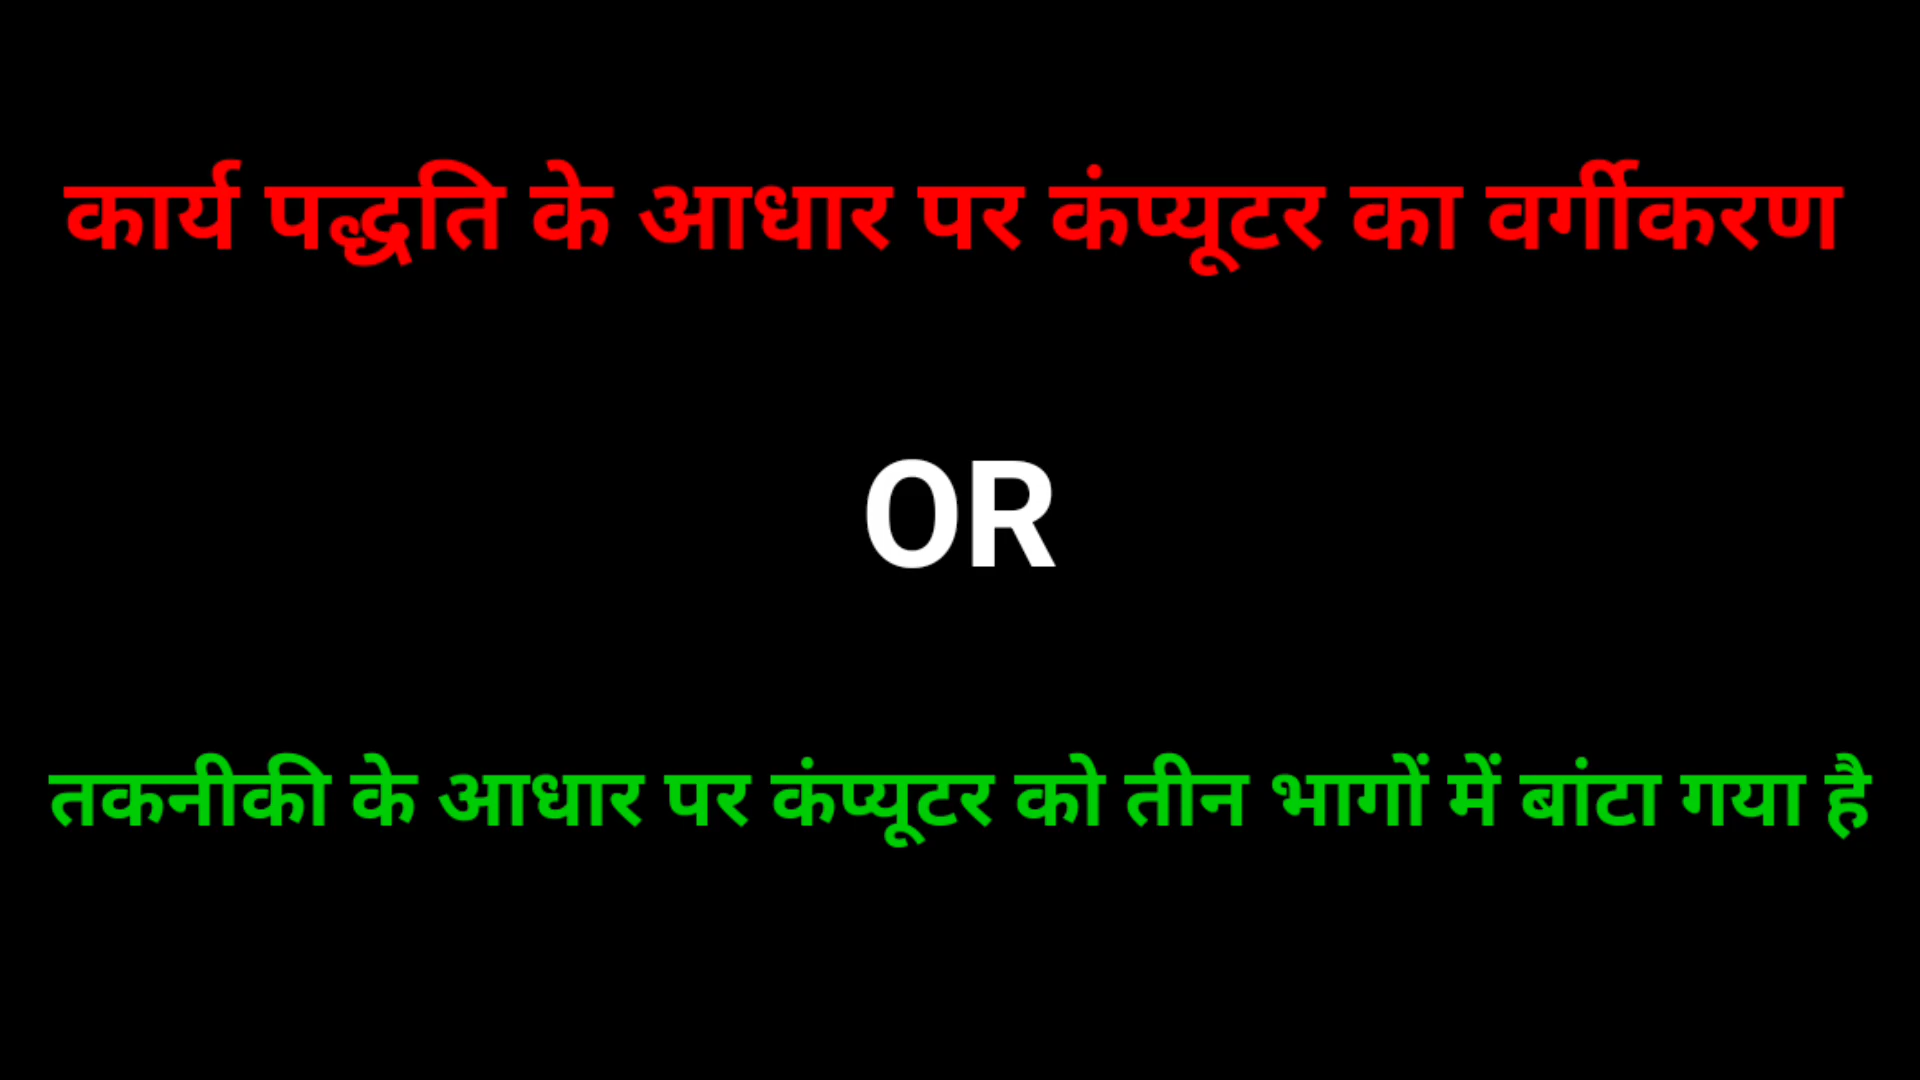 कार्य पद्धति के आधार पर कंप्यूटर का वर्गीकरण
OR
तकनीकी के आधार पर कंप्यूटर को तीन भागों में बांटा गया है